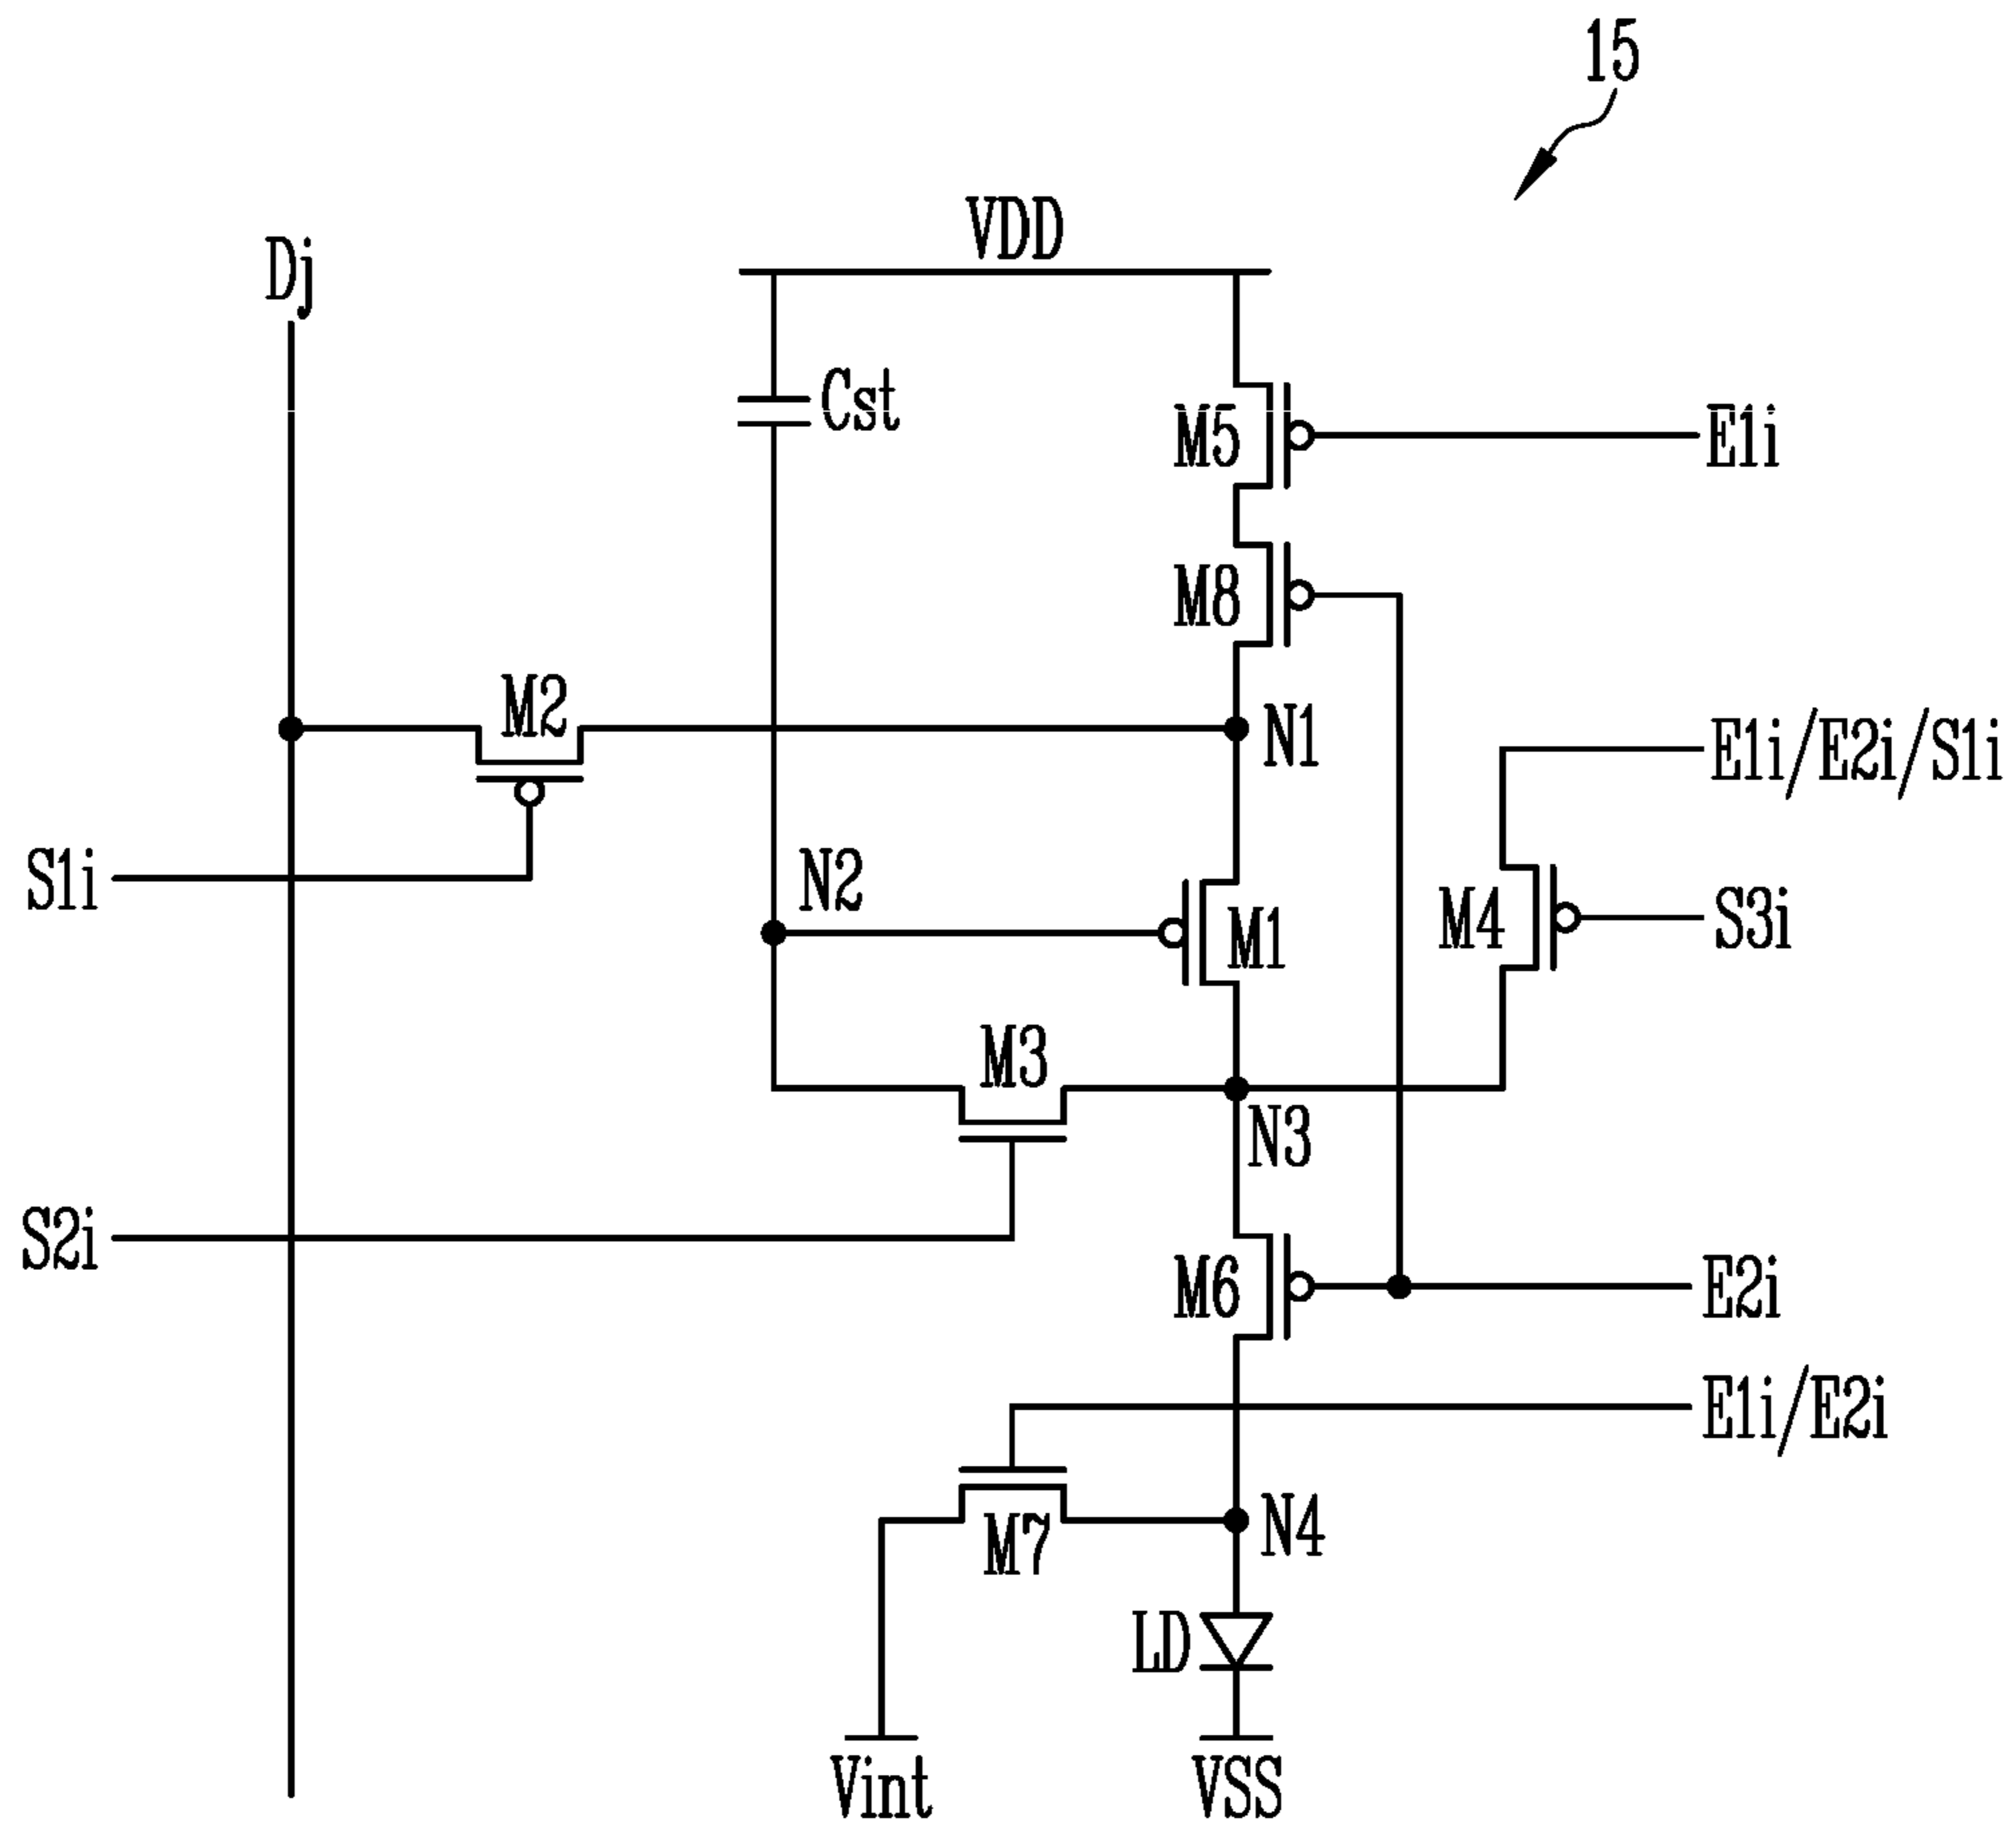 15
VDD
Dj
Cst
M5
E1i
M8
M2
N1
E1i/E2i/S1i
S1i
N2
M1
M4
S3i
M3
N3
S2i
M6
E2i
E1i/E2i
M7
N4
LD
Vint
VSS